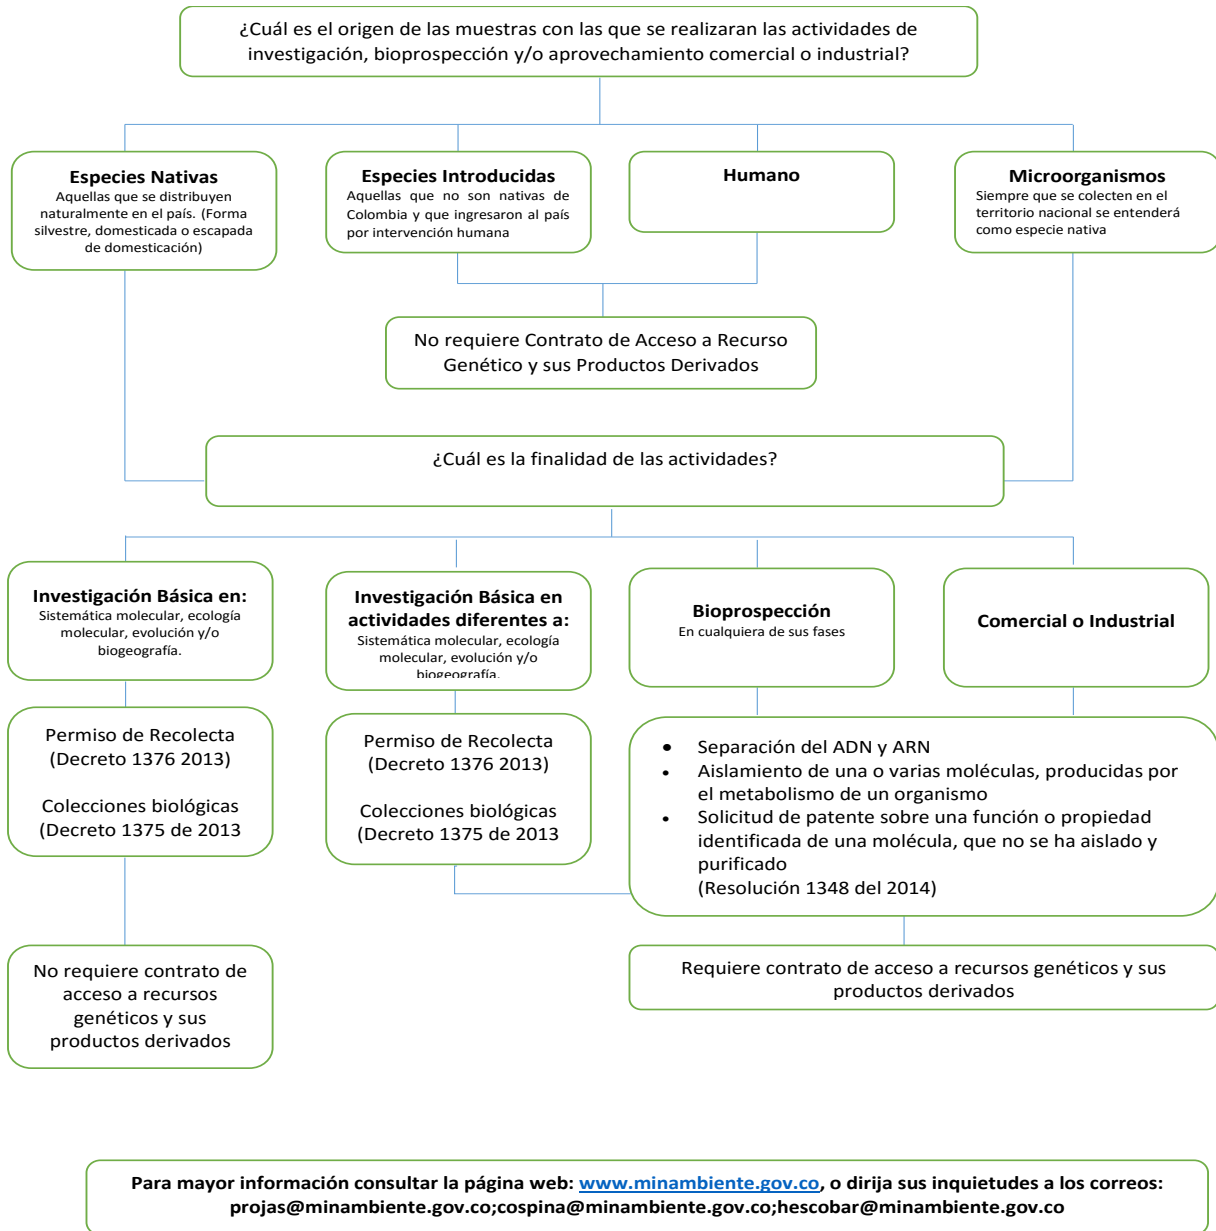 ¿Cuál es el origen de las muestras con las que se realizaran las actividades de
investigación, bioprospección y/o aprovechamiento comercial o industrial?
Especies Nativas
Aquellas que se distribuyen
naturalmente en el país. (Forma
silvestre, domesticada o escapada
de domesticación)
Especies Introducidas
Aquellas que no son nativas de
Colombia y que ingresaron al país
por intervención humana
Humano
Microorganismos
Siempre que se colecten en el
territorio nacional se entenderá
como especie nativa
No requiere Contrato de Acceso a Recurso
Genético y sus Productos Derivados
¿Cuál es la finalidad de las actividades?
Investigación Básica en:
Sistemática molecular, ecología
molecular, evolución y/o
biogeografía.
Investigación Básica en
actividades diferentes a:
Sistemática molecular, ecología
molecular, evolución y/o
biogeografía.
Bioprospección
En cualquiera de sus fases
Comercial o Industrial
Permiso de Recolecta
(Decreto 1376 2013)
Colecciones biológicas
(Decreto 1375 de 2013
Permiso de Recolecta
(Decreto 1376 2013)
Colecciones biológicas
(Decreto 1375 de 2013
• Separación del ADN y ARN
• Aislamiento de una o varias moléculas, producidas por
el metabolismo de un organismo
• Solicitud de patente sobre una función o propiedad
identificada de una molécula, que no se ha aislado y
purificado
(Resolución 1348 del 2014)
No requiere contrato de
acceso a recursos
genéticos y sus
productos derivados
Requiere contrato de acceso a recursos genéticos y sus
productos derivados
Para mayor información consultar la página web: www.minambiente.gov.co, o dirija sus inquietudes a los correos:
projas@minambiente.gov.co;cospina@minambiente.gov.co;hescobar@minambiente.gov.co